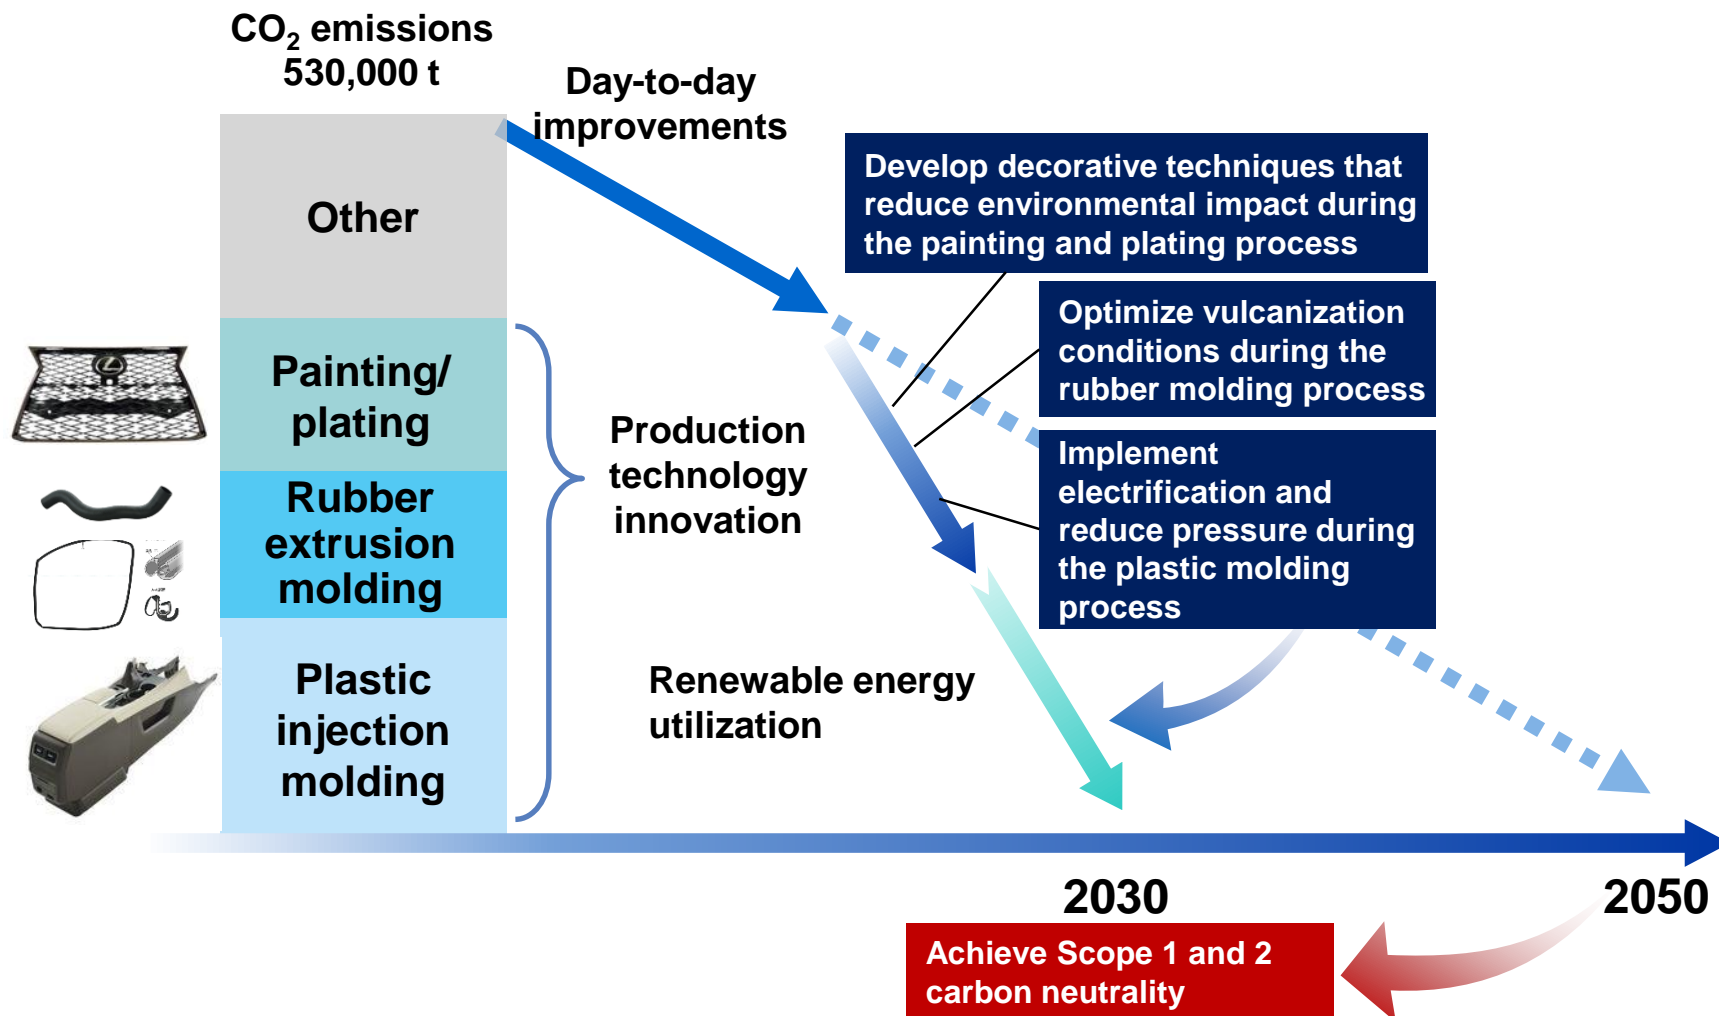 CO₂ emissions
530,000 t
Day-to-day
improvements
Other
Painting/
plating
Rubber
extrusion
molding
Plastic
injection
molding
Production
technology
innovation
Renewable energy
utilization
Develop decorative techniques that
reduce environmental impact during
the painting and plating process
Optimize vulcanization
conditions during the
rubber molding process
Implement
electrification and
reduce pressure during
the plastic molding
process
2030
2050
Achieve Scope 1 and 2
carbon neutrality